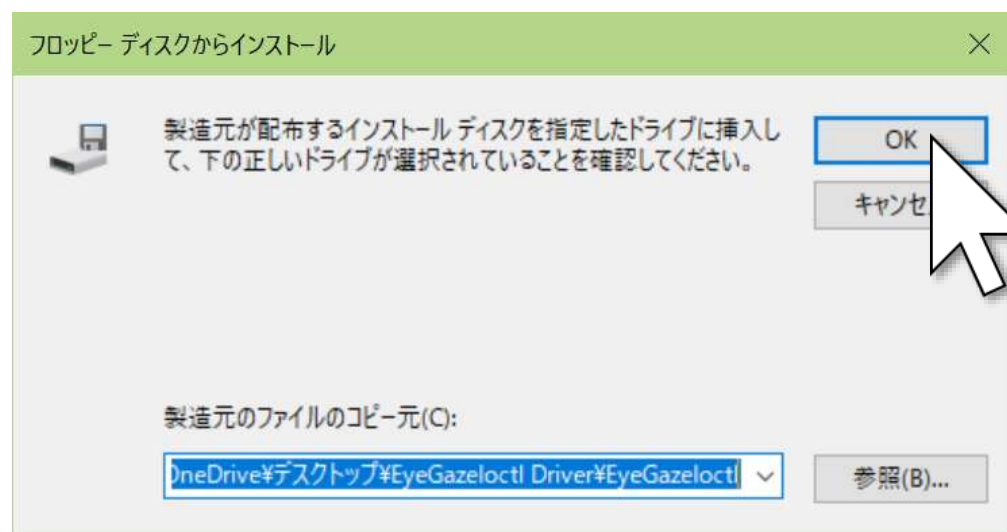 フロッピー ディスクからインストール
製造元が配布するインストール ディスクを指定したドライブに挿入し
て、下の正しいドライブが選択されていることを確認してください。
OK
キャンセ
製造元のファイルのコピー元(C):
OneDrive¥デスクトップ¥EyeGazeIoctl Driver¥EyeGazeIoctl
参照(B)...